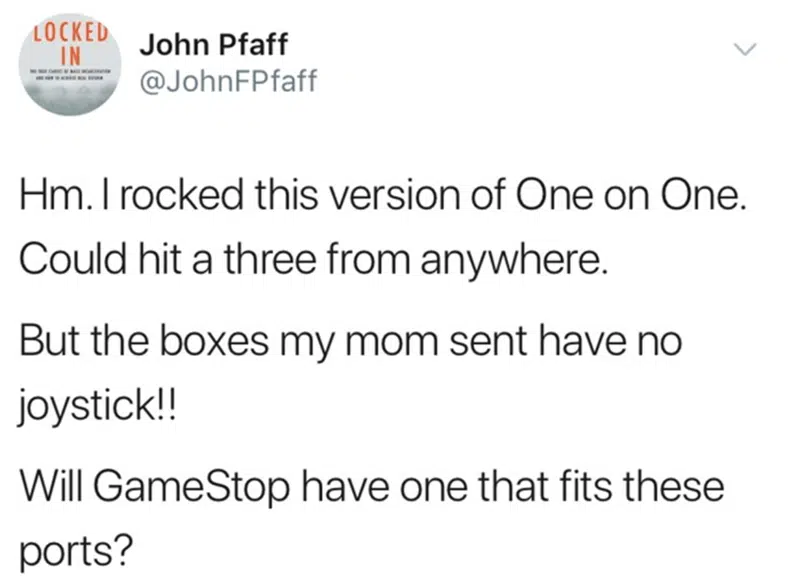 LOCKED
IN
John Pfaff
@JohnFPfaff
Hm. I rocked this version of One on One.
Could hit a three from anywhere.
But the boxes my mom sent have no
joystick!!
Will GameStop have one that fits these
ports?